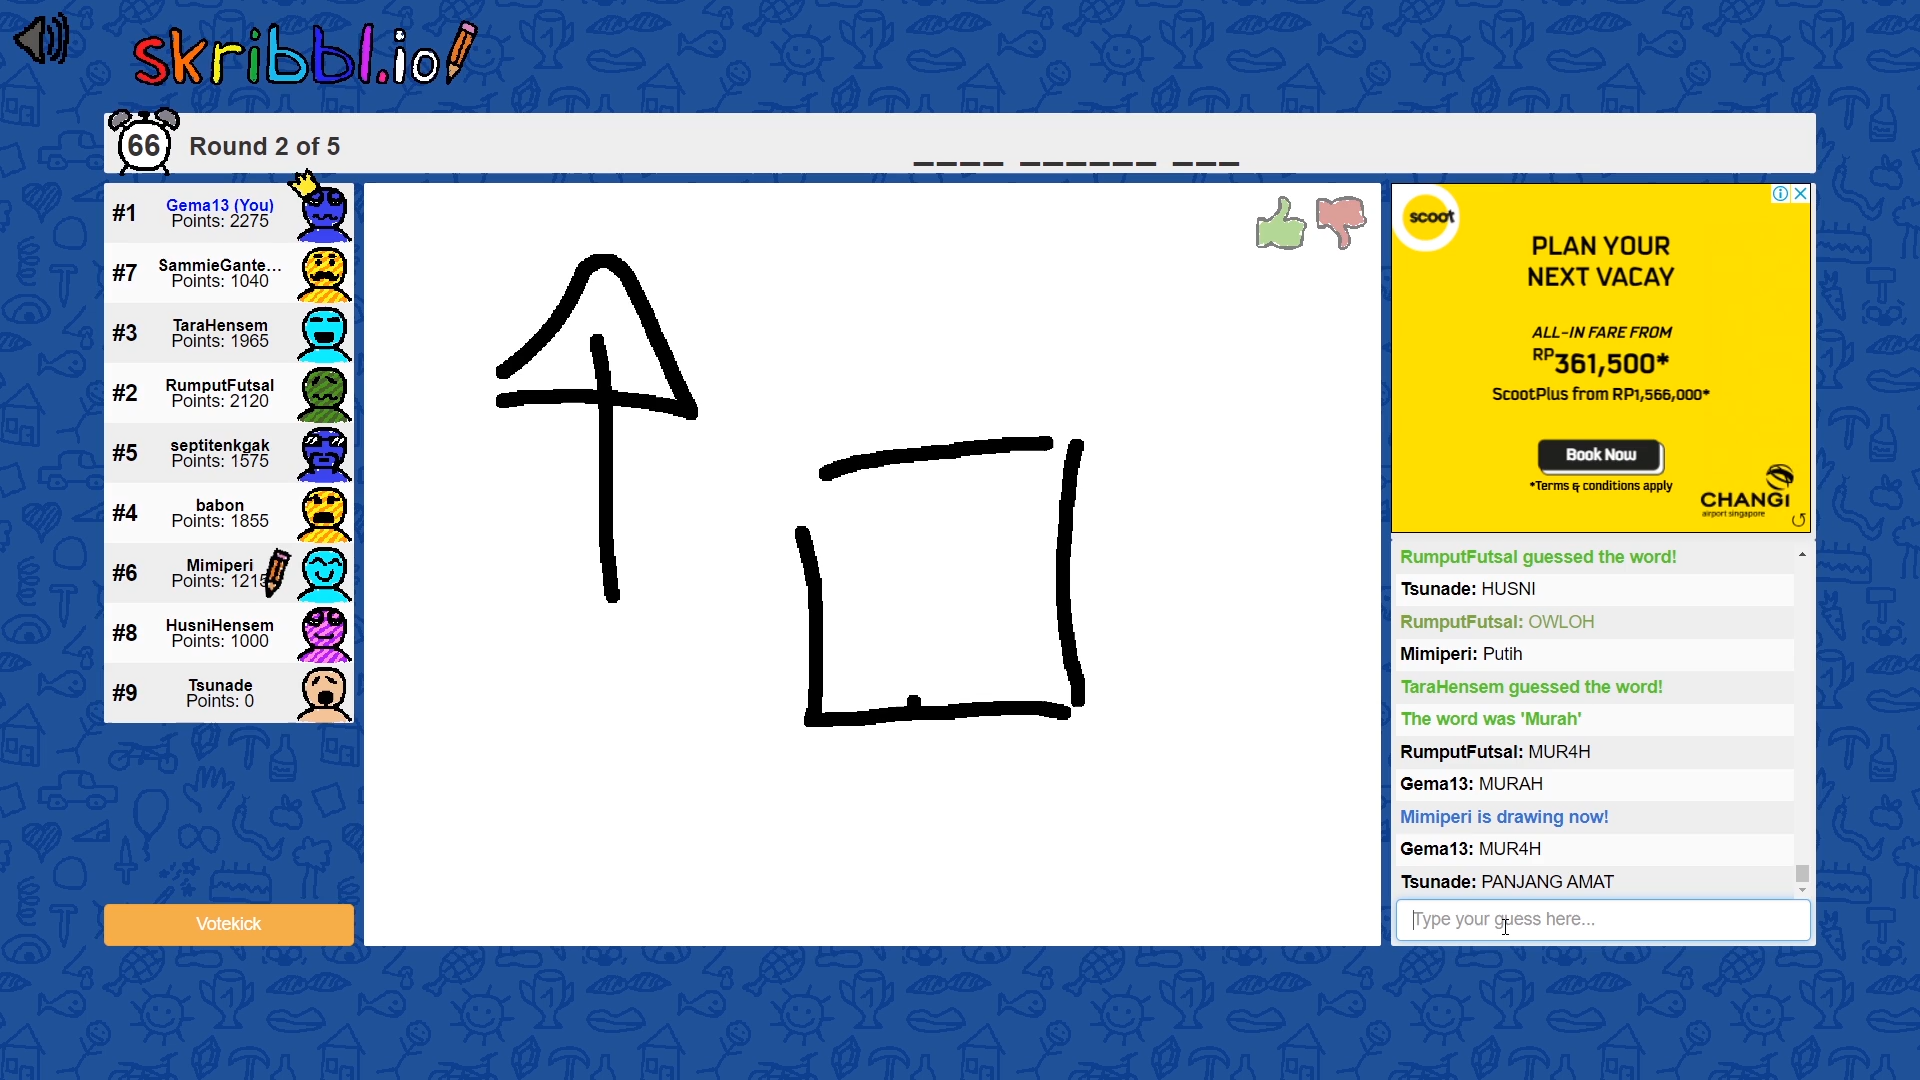 skribbl.io
66
Round 2 of 5
____ ______ ___
#1
Gema13 (You)
Points: 2275
#7
SammieGante...
Points: 1040
#3
TaraHensem
Points: 1965
#2
RumputFutsal
Points: 2120
#5
septitenkgak
Points: 1575
#4
babon
Points: 1855
#6
Mimiperi
Points: 1215
#8
HusniHensem
Points: 1000
#9
Tsunade
Points: 0
Votekick
scoot
PLAN YOUR
NEXT VACAY
ALL-IN FARE FROM
RP361,500*
ScootPlus from RP1,566,000*
Book Now
*Terms & conditions apply
CHANGI
airport singapore
RumputFutsal guessed the word!
Tsunade: HUSNI
RumputFutsal: OWLOH
Mimiperi: Putih
TaraHensem guessed the word!
The word was 'Murah'
RumputFutsal: MUR4H
Gema13: MURAH
Mimiperi is drawing now!
Gema13: MUR4H
Tsunade: PANJANG AMAT
Type your guess here...